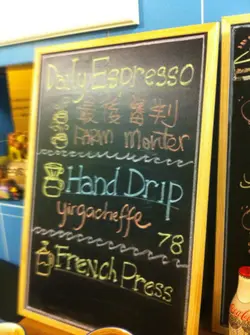 Daily Espresso
最後審判
FARM Monter
Hand Drip
Yirgacheffe
78
French Press